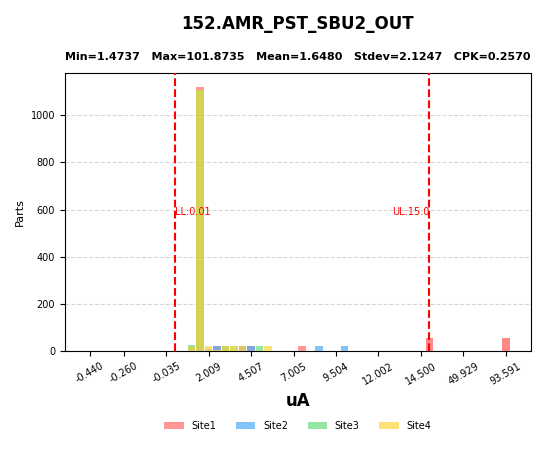 152.AMR_PST_SBU2_OUT
Min=1.4737 Max=101.8735 Mean=1.6480 Stdev=2.1247 CPK=0.2570
1000
800
600
400
200
0
Parts
LL:0.01
UL:15.0
-0.440 -0.260 -0.035 2.009 4.507 7.005 9.504 12.002 14.500 49.929 93.591
uA
Site1 Site2 Site3 Site4